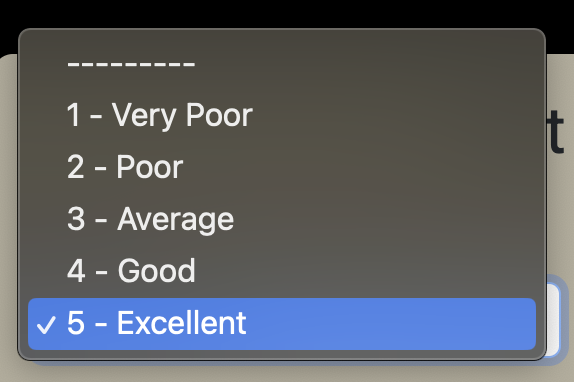 ---------
1 - Very Poor
2 - Poor
3 - Average
4 - Good
✓ 5 - Excellent
t